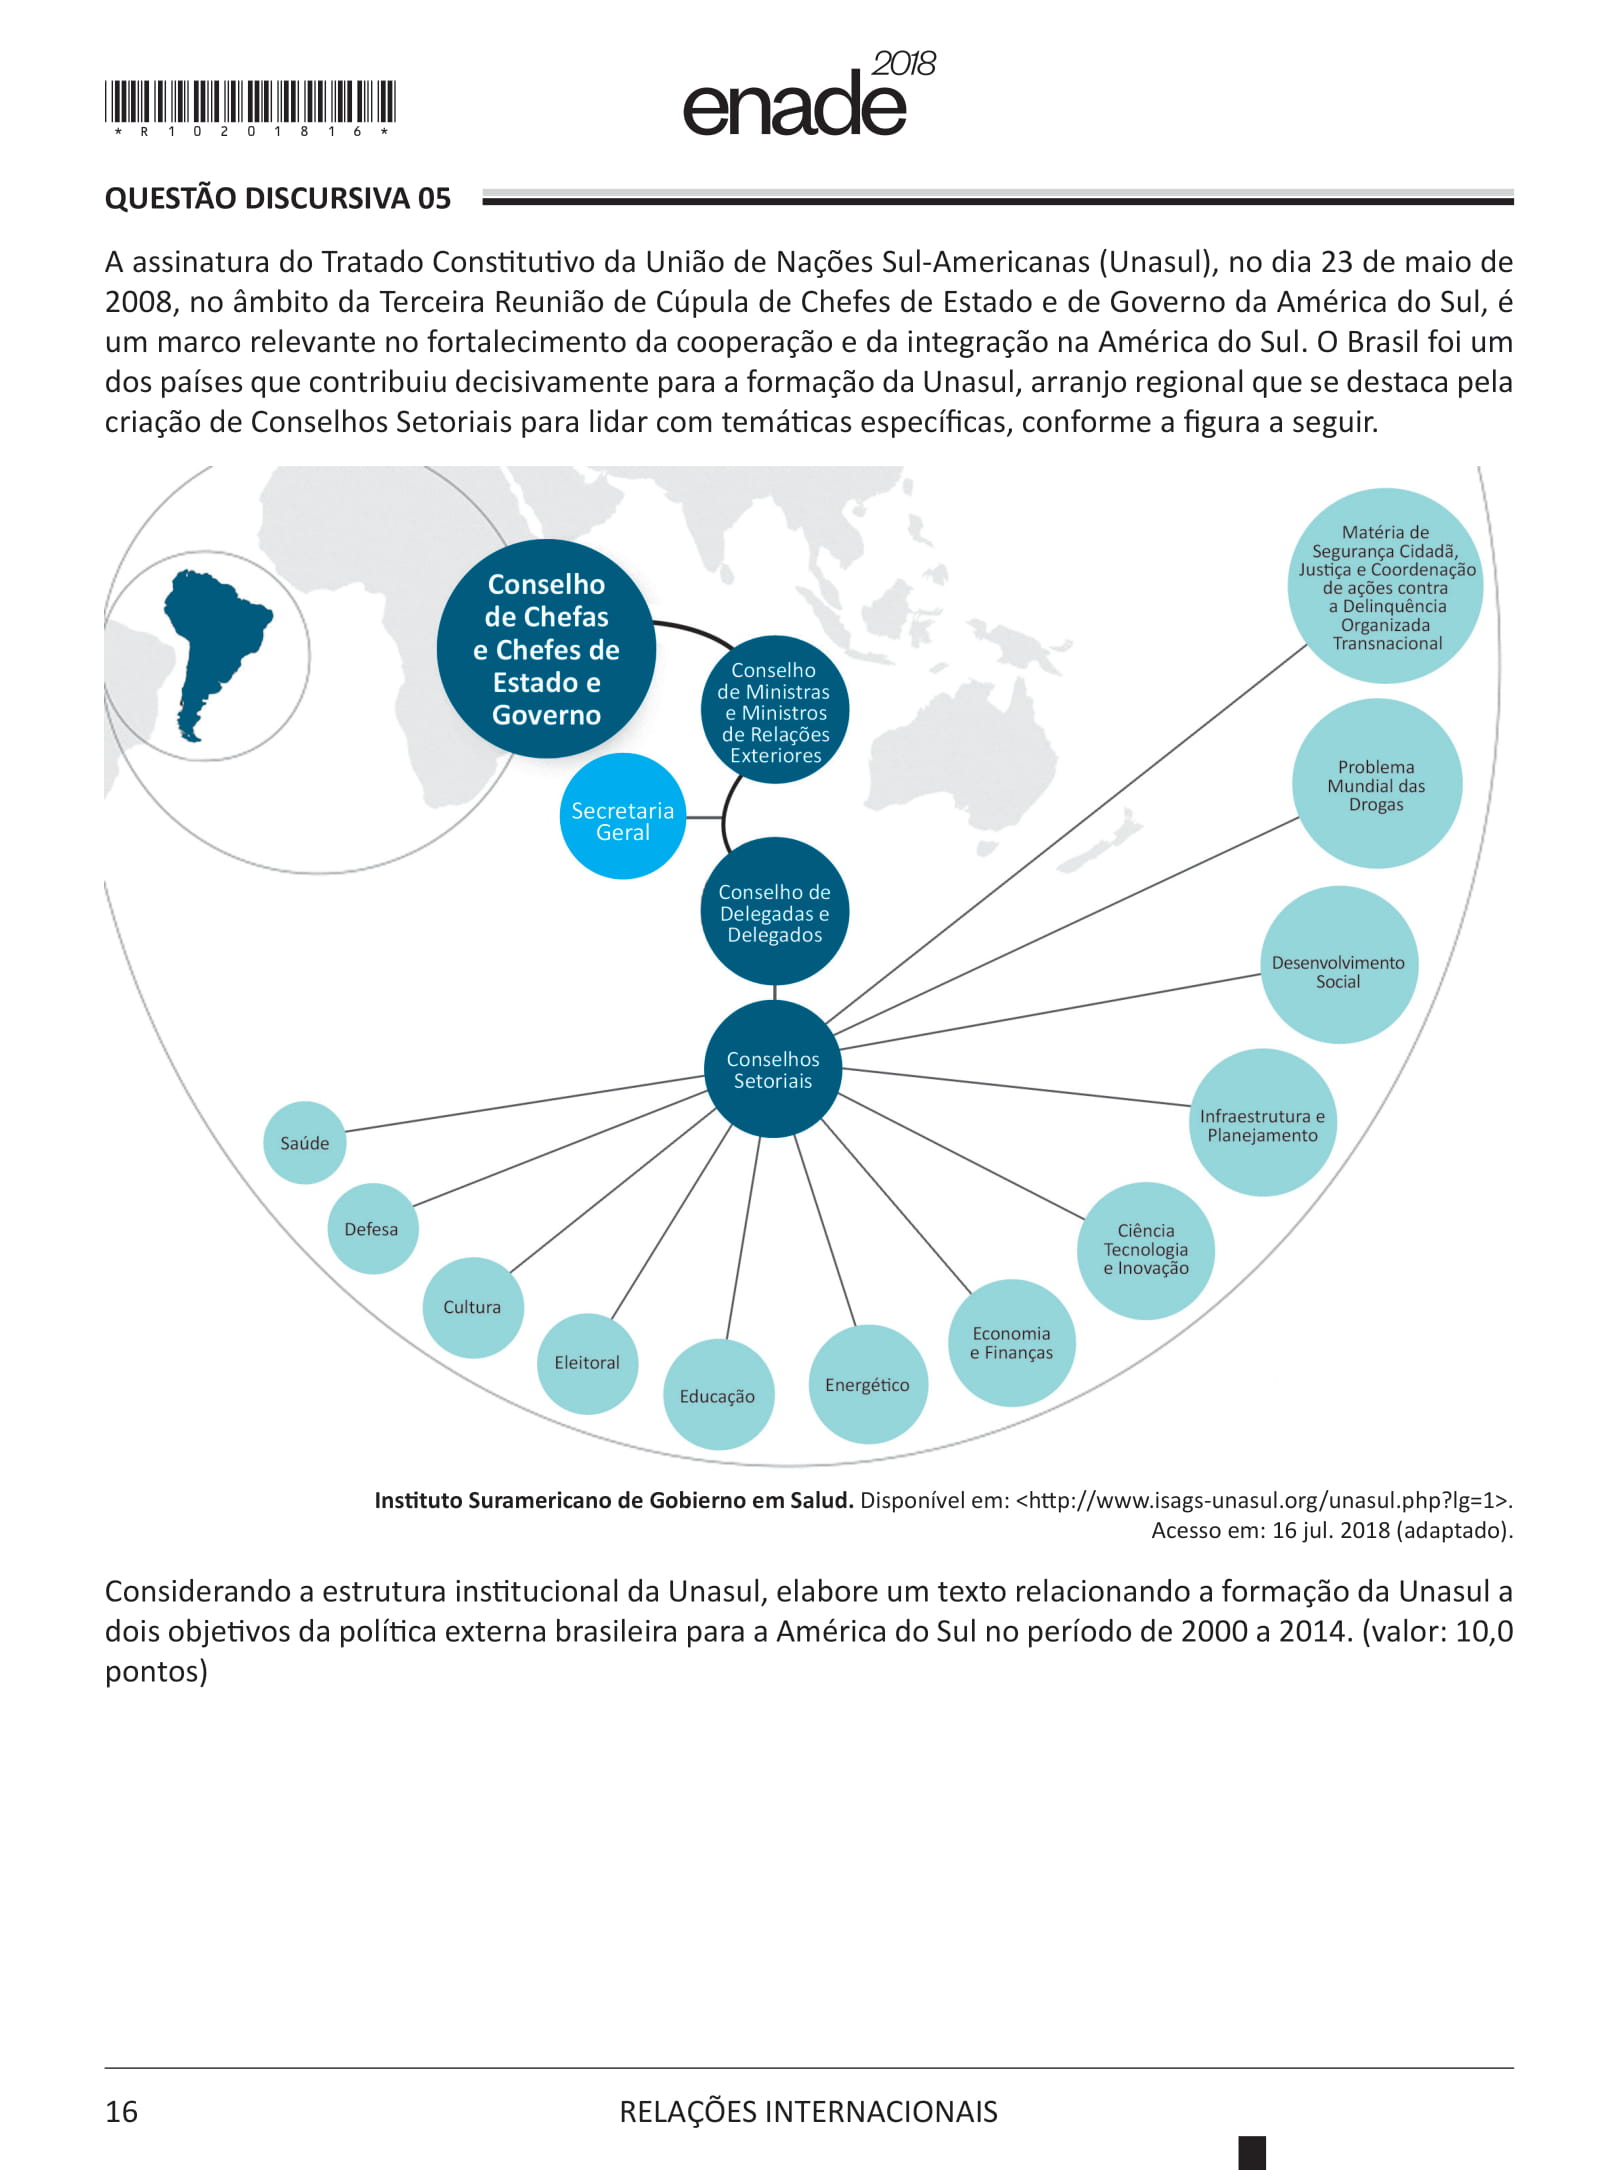 *R10201816*
enade
2018
QUESTÃO DISCURSIVA 05
A assinatura do Tratado Constitutivo da União de Nações Sul-Americanas (Unasul), no dia 23 de maio de
2008, no âmbito da Terceira Reunião de Cúpula de Chefes de Estado e de Governo da América do Sul, é
um marco relevante no fortalecimento da cooperação e da integração na América do Sul. O Brasil foi um
dos países que contribuiu decisivamente para a formação da Unasul, arranjo regional que se destaca pela
criação de Conselhos Setoriais para lidar com temáticas específicas, conforme a figura a seguir.
Conselho
de Chefas
e Chefes de
Estado e
Governo
Conselho
de Ministras
e Ministros
de Relações
Exteriores
Secretaria
Geral
Conselho de
Delegadas e
Delegados
Conselhos
Setoriais
Matéria de
Segurança Cidadã,
Justiça e Coordenação
de ações contra
a Delinquência
Organizada
Transnacional
Problema
Mundial das
Drogas
Desenvolvimento
Social
Infraestrutura e
Planejamento
Ciência
Tecnologia
e Inovação
Economia
e Finanças
Energético
Educação
Eleitoral
Cultura
Defesa
Saúde
Instituto Suramericano de Gobierno em Salud. Disponível em: <http://www.isags-unasul.org/unasul.php?lg=1>.
Acesso em: 16 jul. 2018 (adaptado).
Considerando a estrutura institucional da Unasul, elabore um texto relacionando a formação da Unasul a
dois objetivos da política externa brasileira para a América do Sul no período de 2000 a 2014. (valor: 10,0
pontos)
16
RELAÇÕES INTERNACIONAIS